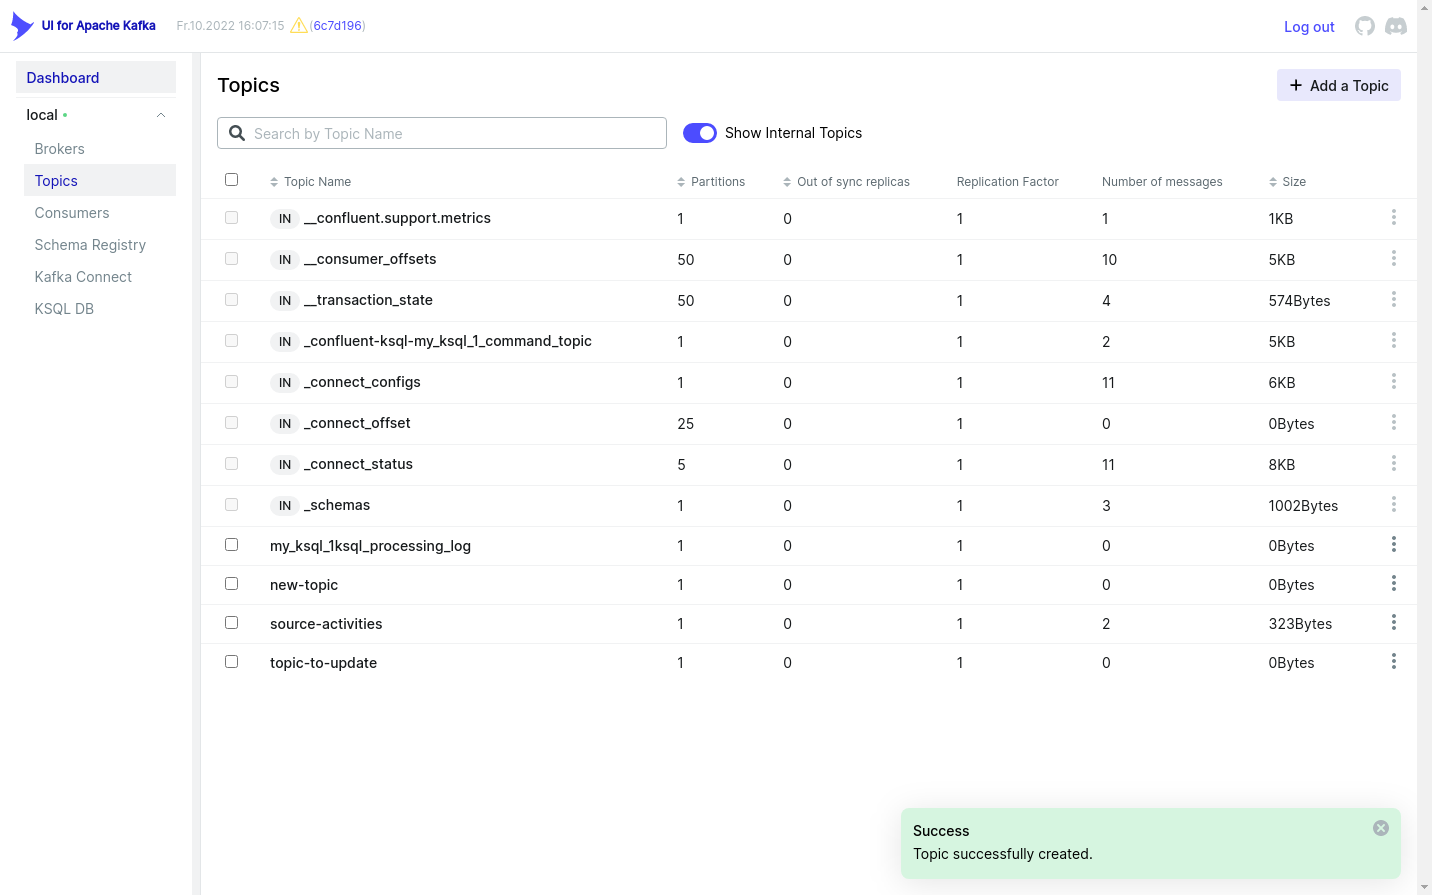 UI for Apache Kafka Fr.10.2022 16:07:15 (6c7d196) Log out
Dashboard
local
Brokers
Topics
Consumers
Schema Registry
Kafka Connect
KSQL DB
Topics
Add a Topic
Search by Topic Name Show Internal Topics
Topic Name Partitions Out of sync replicas Replication Factor Number of messages Size
IN __confluent.support.metrics 1 0 1 1 1KB
IN __consumer_offsets 50 0 1 10 5KB
IN __transaction_state 50 0 1 4 574Bytes
IN _confluent-ksql-my_ksql_1_command_topic 1 0 1 2 5KB
IN _connect_configs 1 0 1 11 6KB
IN _connect_offset 25 0 1 0 0Bytes
IN _connect_status 5 0 1 11 8KB
IN _schemas 1 0 1 3 1002Bytes
my_ksql_1ksql_processing_log 1 0 1 0 0Bytes
new-topic 1 0 1 0 0Bytes
source-activities 1 0 1 2 323Bytes
topic-to-update 1 0 1 0 0Bytes
Success
Topic successfully created.